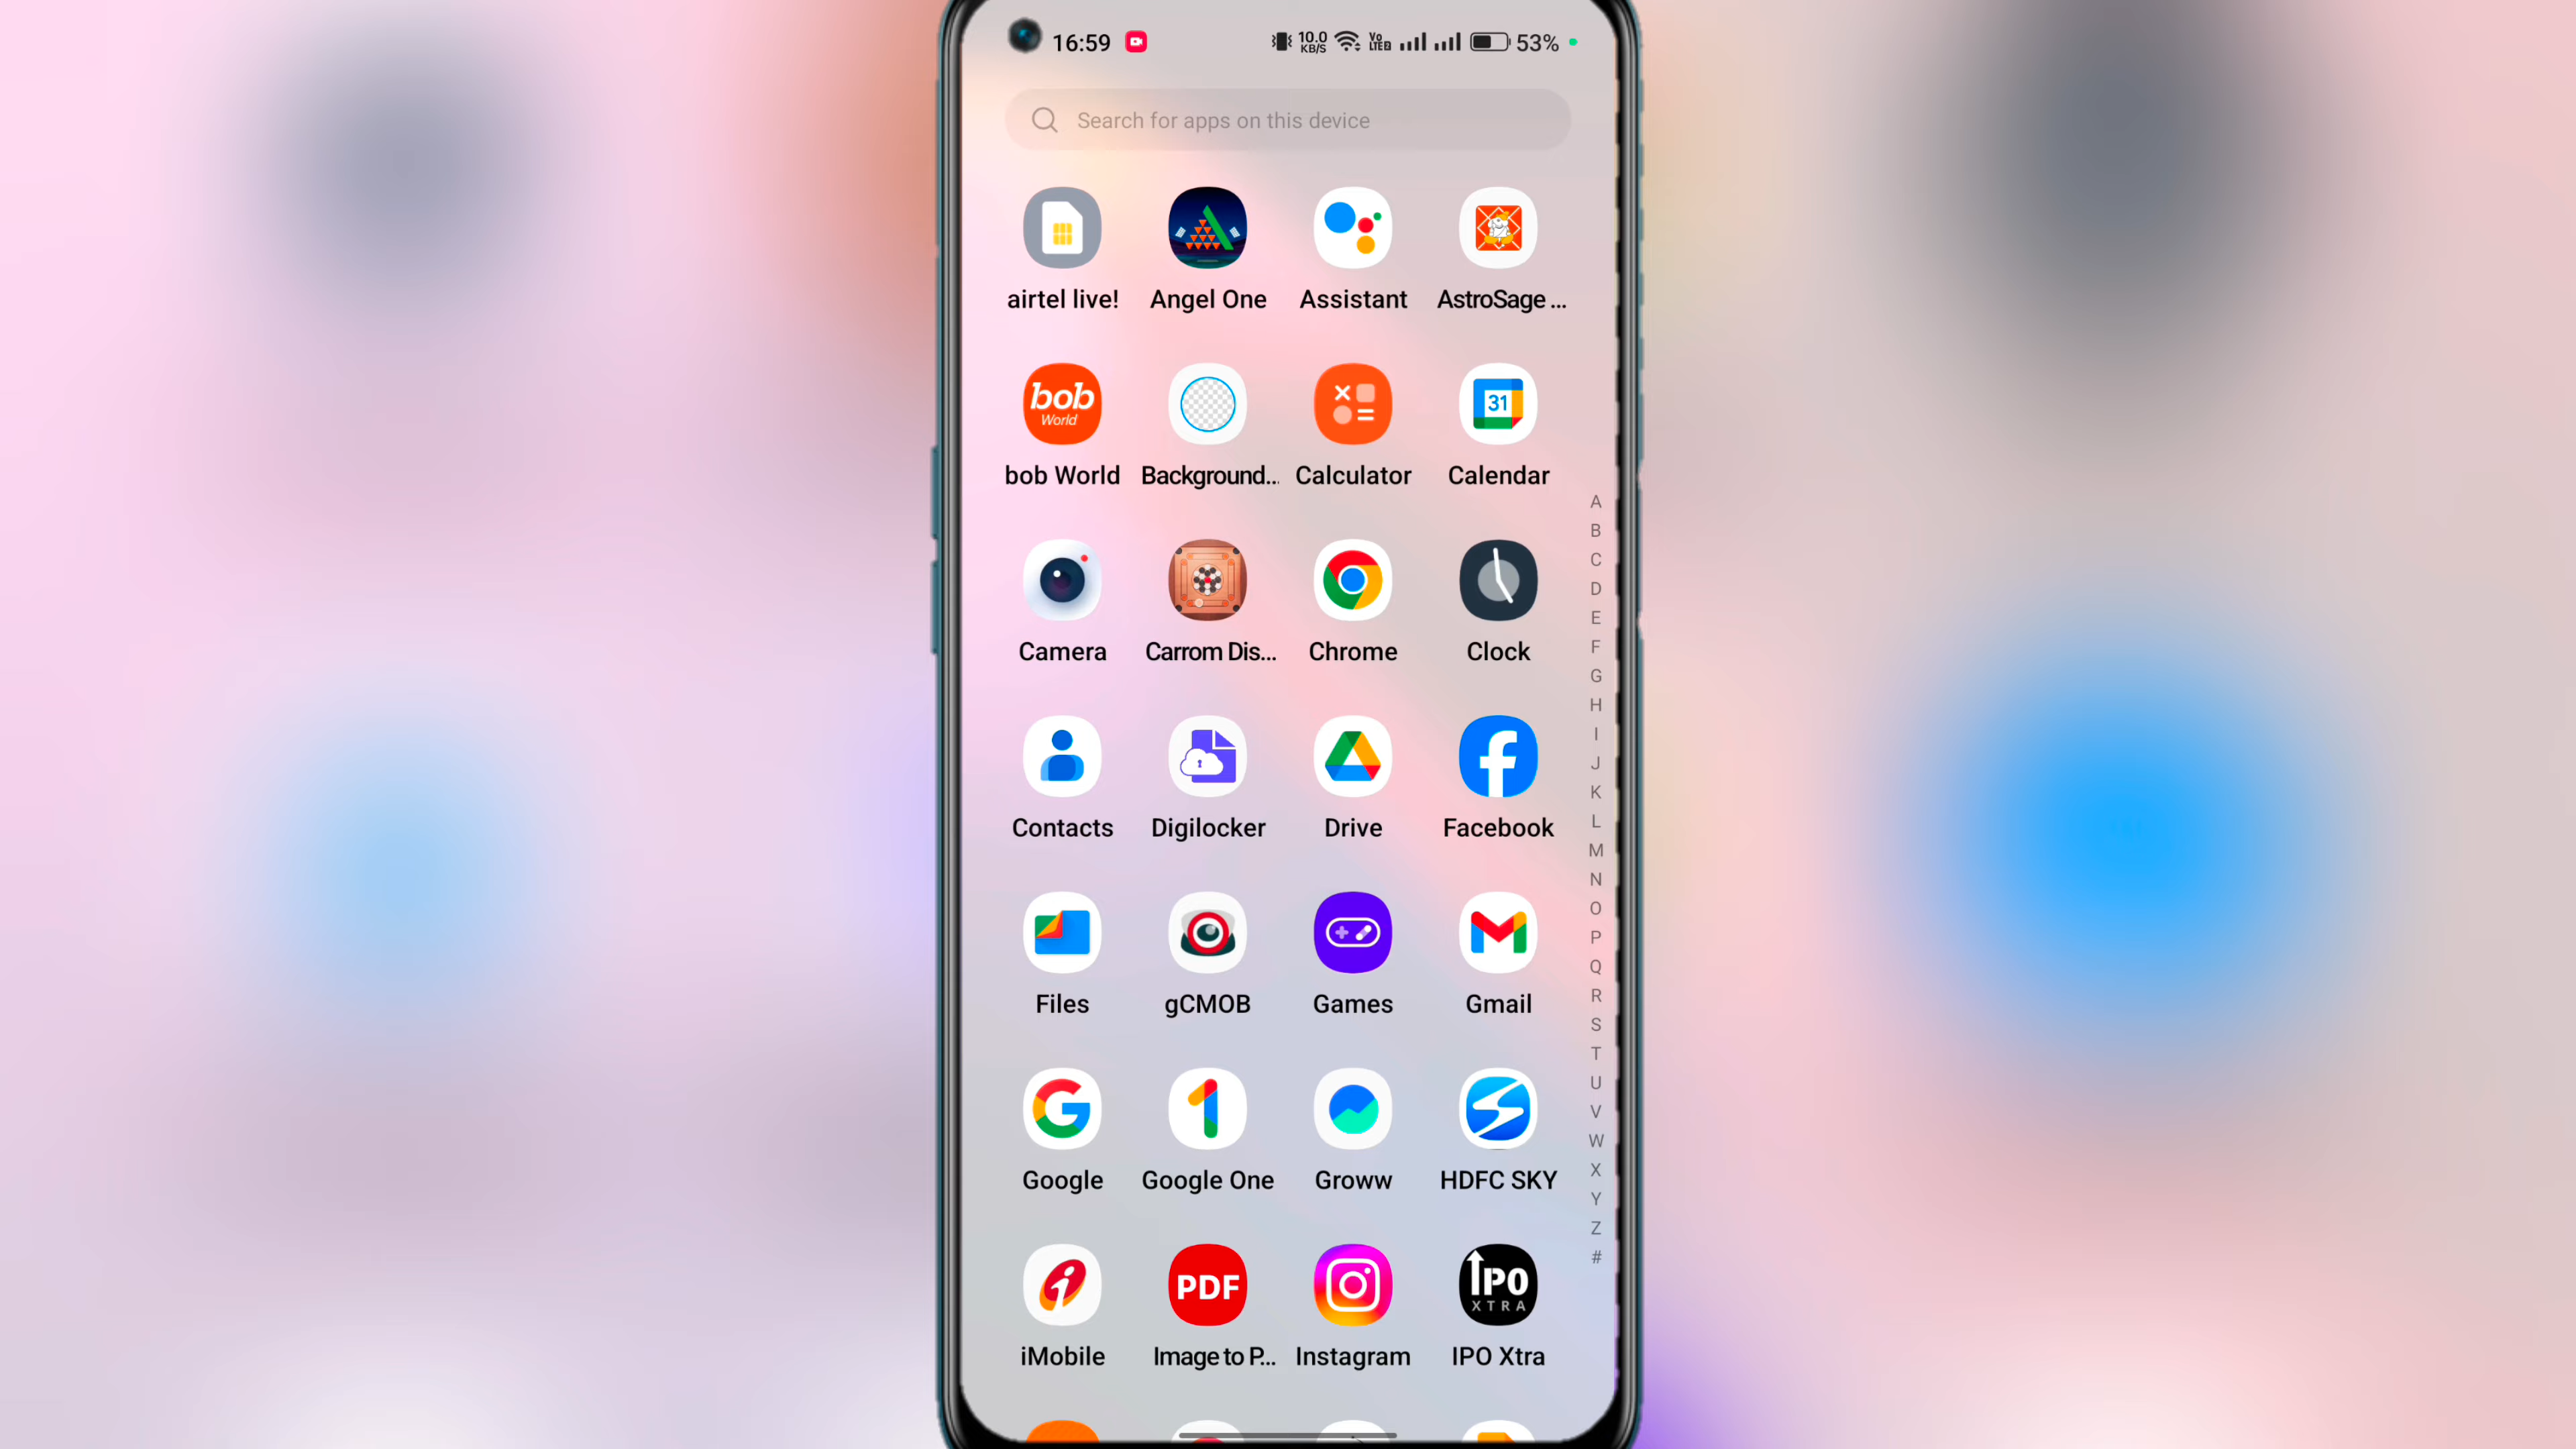 16:59 10.0 KB/S Vo LTE2 53%
Search for apps on this device
airtel live! Angel One Assistant AstroSage ...
bob World 31
bob World Background... Calculator Calendar
Camera Carrom Dis... Chrome Clock
Contacts Digilocker Drive Facebook
Files gCMOB Games Gmail
Google Google One Groww HDFC SKY
PDF IPO XTRA
iMobile Image to P... Instagram IPO Xtra
A
B
C
D
E
F
G
H
I
J
K
L
M
N
O
P
Q
R
S
T
U
V
W
X
Y
Z
#